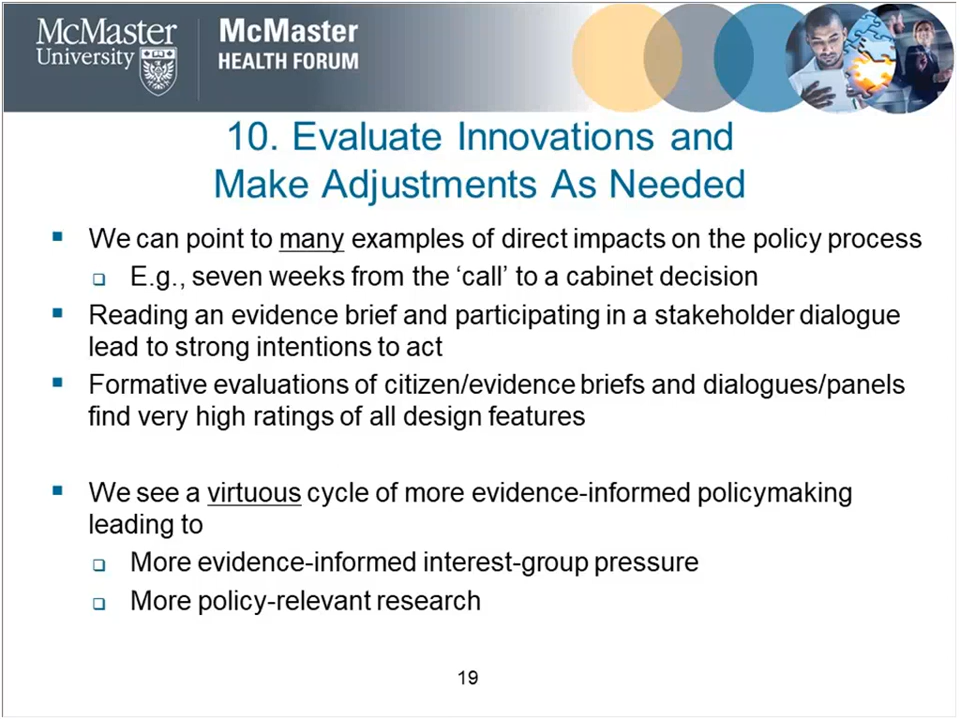 McMaster
University
McMaster
HEALTH FORUM
10. Evaluate Innovations and
Make Adjustments As Needed
We can point to many examples of direct impacts on the policy process
E.g., seven weeks from the ‘call’ to a cabinet decision
Reading an evidence brief and participating in a stakeholder dialogue
lead to strong intentions to act
Formative evaluations of citizen/evidence briefs and dialogues/panels
find very high ratings of all design features
We see a virtuous cycle of more evidence-informed policymaking
leading to
More evidence-informed interest-group pressure
More policy-relevant research
19